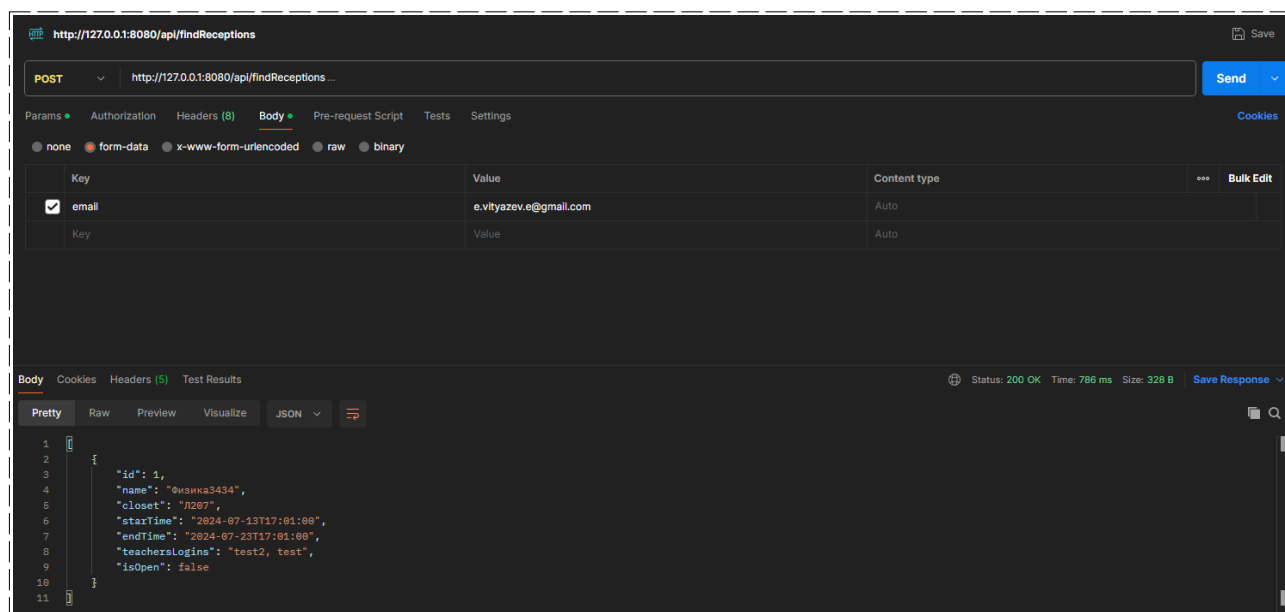 HTTP http://127.0.0.1:8080/api/findReceptions Save
POST http://127.0.0.1:8080/api/findReceptions ... Send
Params Authorization Headers (8) Body Pre-request Script Tests Settings Cookies
none form-data x-www-form-urlencoded raw binary
Key Value Content type Bulk Edit
email e.vityazev.e@gmail.com Auto
Key Value Auto
Body Cookies Headers (5) Test Results Status: 200 OK Time: 786 ms Size: 328 B Save Response
Pretty Raw Preview Visualize JSON
1 [
2 {
3 "id": 1,
4 "name": "Физика3434",
5 "closet": "Л207",
6 "starTime": "2024-07-13T17:01:00",
7 "endTime": "2024-07-23T17:01:00",
8 "teachersLogins": "test2, test",
9 "isOpen": false
10 }
11 ]